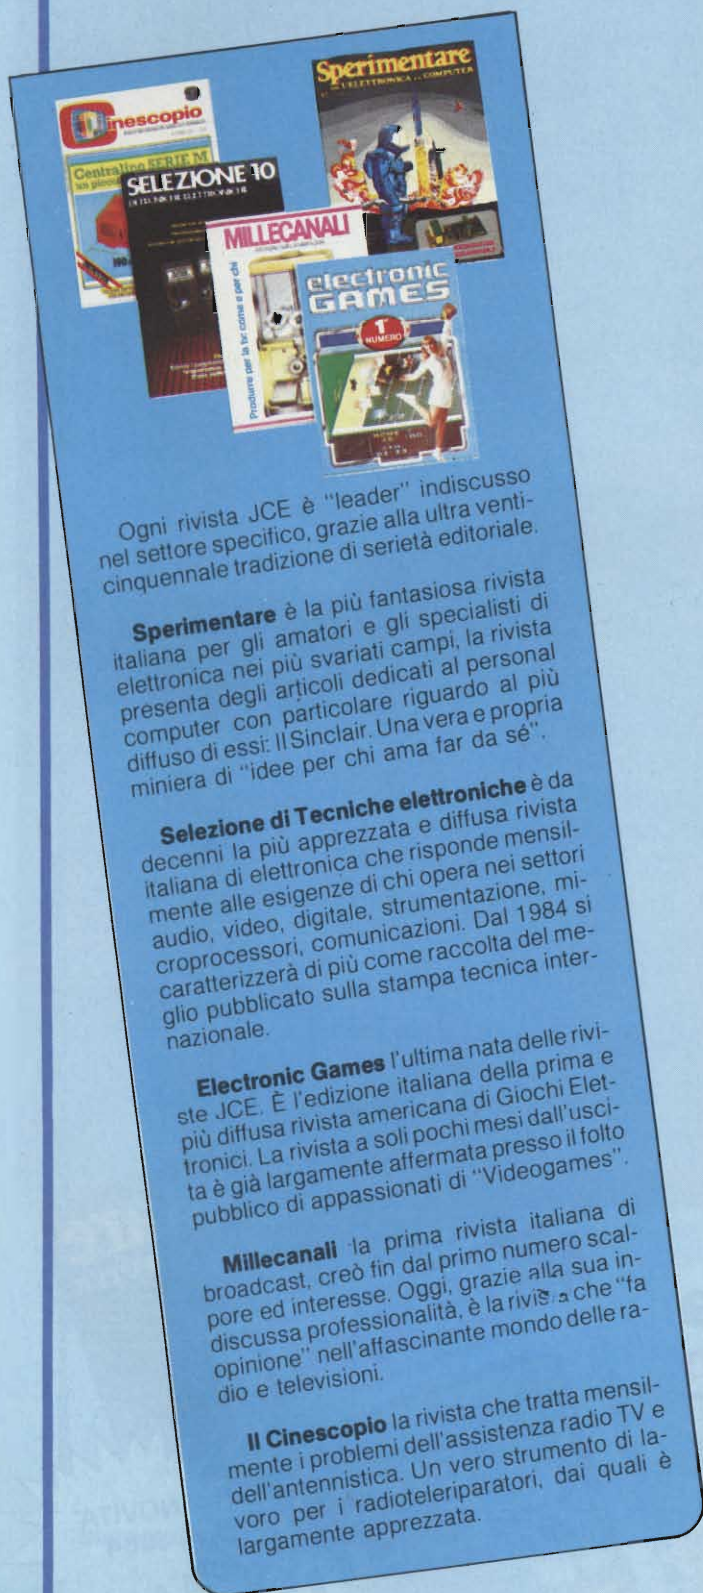 Cinescopio
Centralino SERIE M
SELEZIONE 10
MILLECANALI
Produrre per la tv: come e per chi
Sperimentare
CON L'ELETTRONICA E IL COMPUTER
electronic
GAMES
1°
NUMERO
Ogni rivista JCE è "leader" indiscusso
nel settore specifico, grazie alla ultra venti-
cinquennale tradizione di serietà editoriale.
Sperimentare è la più fantasiosa rivista
italiana per gli amatori e gli specialisti di
elettronica nei più svariati campi, la rivista
presenta degli articoli dedicati al personal
computer con particolare riguardo al più
diffuso di essi: Il Sinclair. Una vera e propria
miniera di "idee per chi ama far da sé".
Selezione di Tecniche elettroniche è da
decenni la più apprezzata e diffusa rivista
italiana di elettronica che risponde mensil-
mente alle esigenze di chi opera nei settori
audio, video, digitale, strumentazione, mi-
croprocessori, comunicazioni. Dal 1984 si
caratterizzerà di più come raccolta del me-
glio pubblicato sulla stampa tecnica inter-
nazionale.
Electronic Games l'ultima nata delle rivi-
ste JCE. È l'edizione italiana della prima e
più diffusa rivista americana di Giochi Elet-
tronici. La rivista a soli pochi mesi dall'usci-
ta è già largamente affermata presso il folto
pubblico di appassionati di "Videogames".
Millecanali la prima rivista italiana di
broadcast, creò fin dal primo numero scal-
pore ed interesse. Oggi, grazie alla sua in-
discussa professionalità, è la rivista che "fa
opinione" nell'affascinante mondo delle ra-
dio e televisioni.
Il Cinescopio la rivista che tratta mensil-
mente i problemi dell'assistenza radio TV e
dell'antennistica. Un vero strumento di la-
voro per i radioteleriparatori, dai quali è
largamente apprezzata.